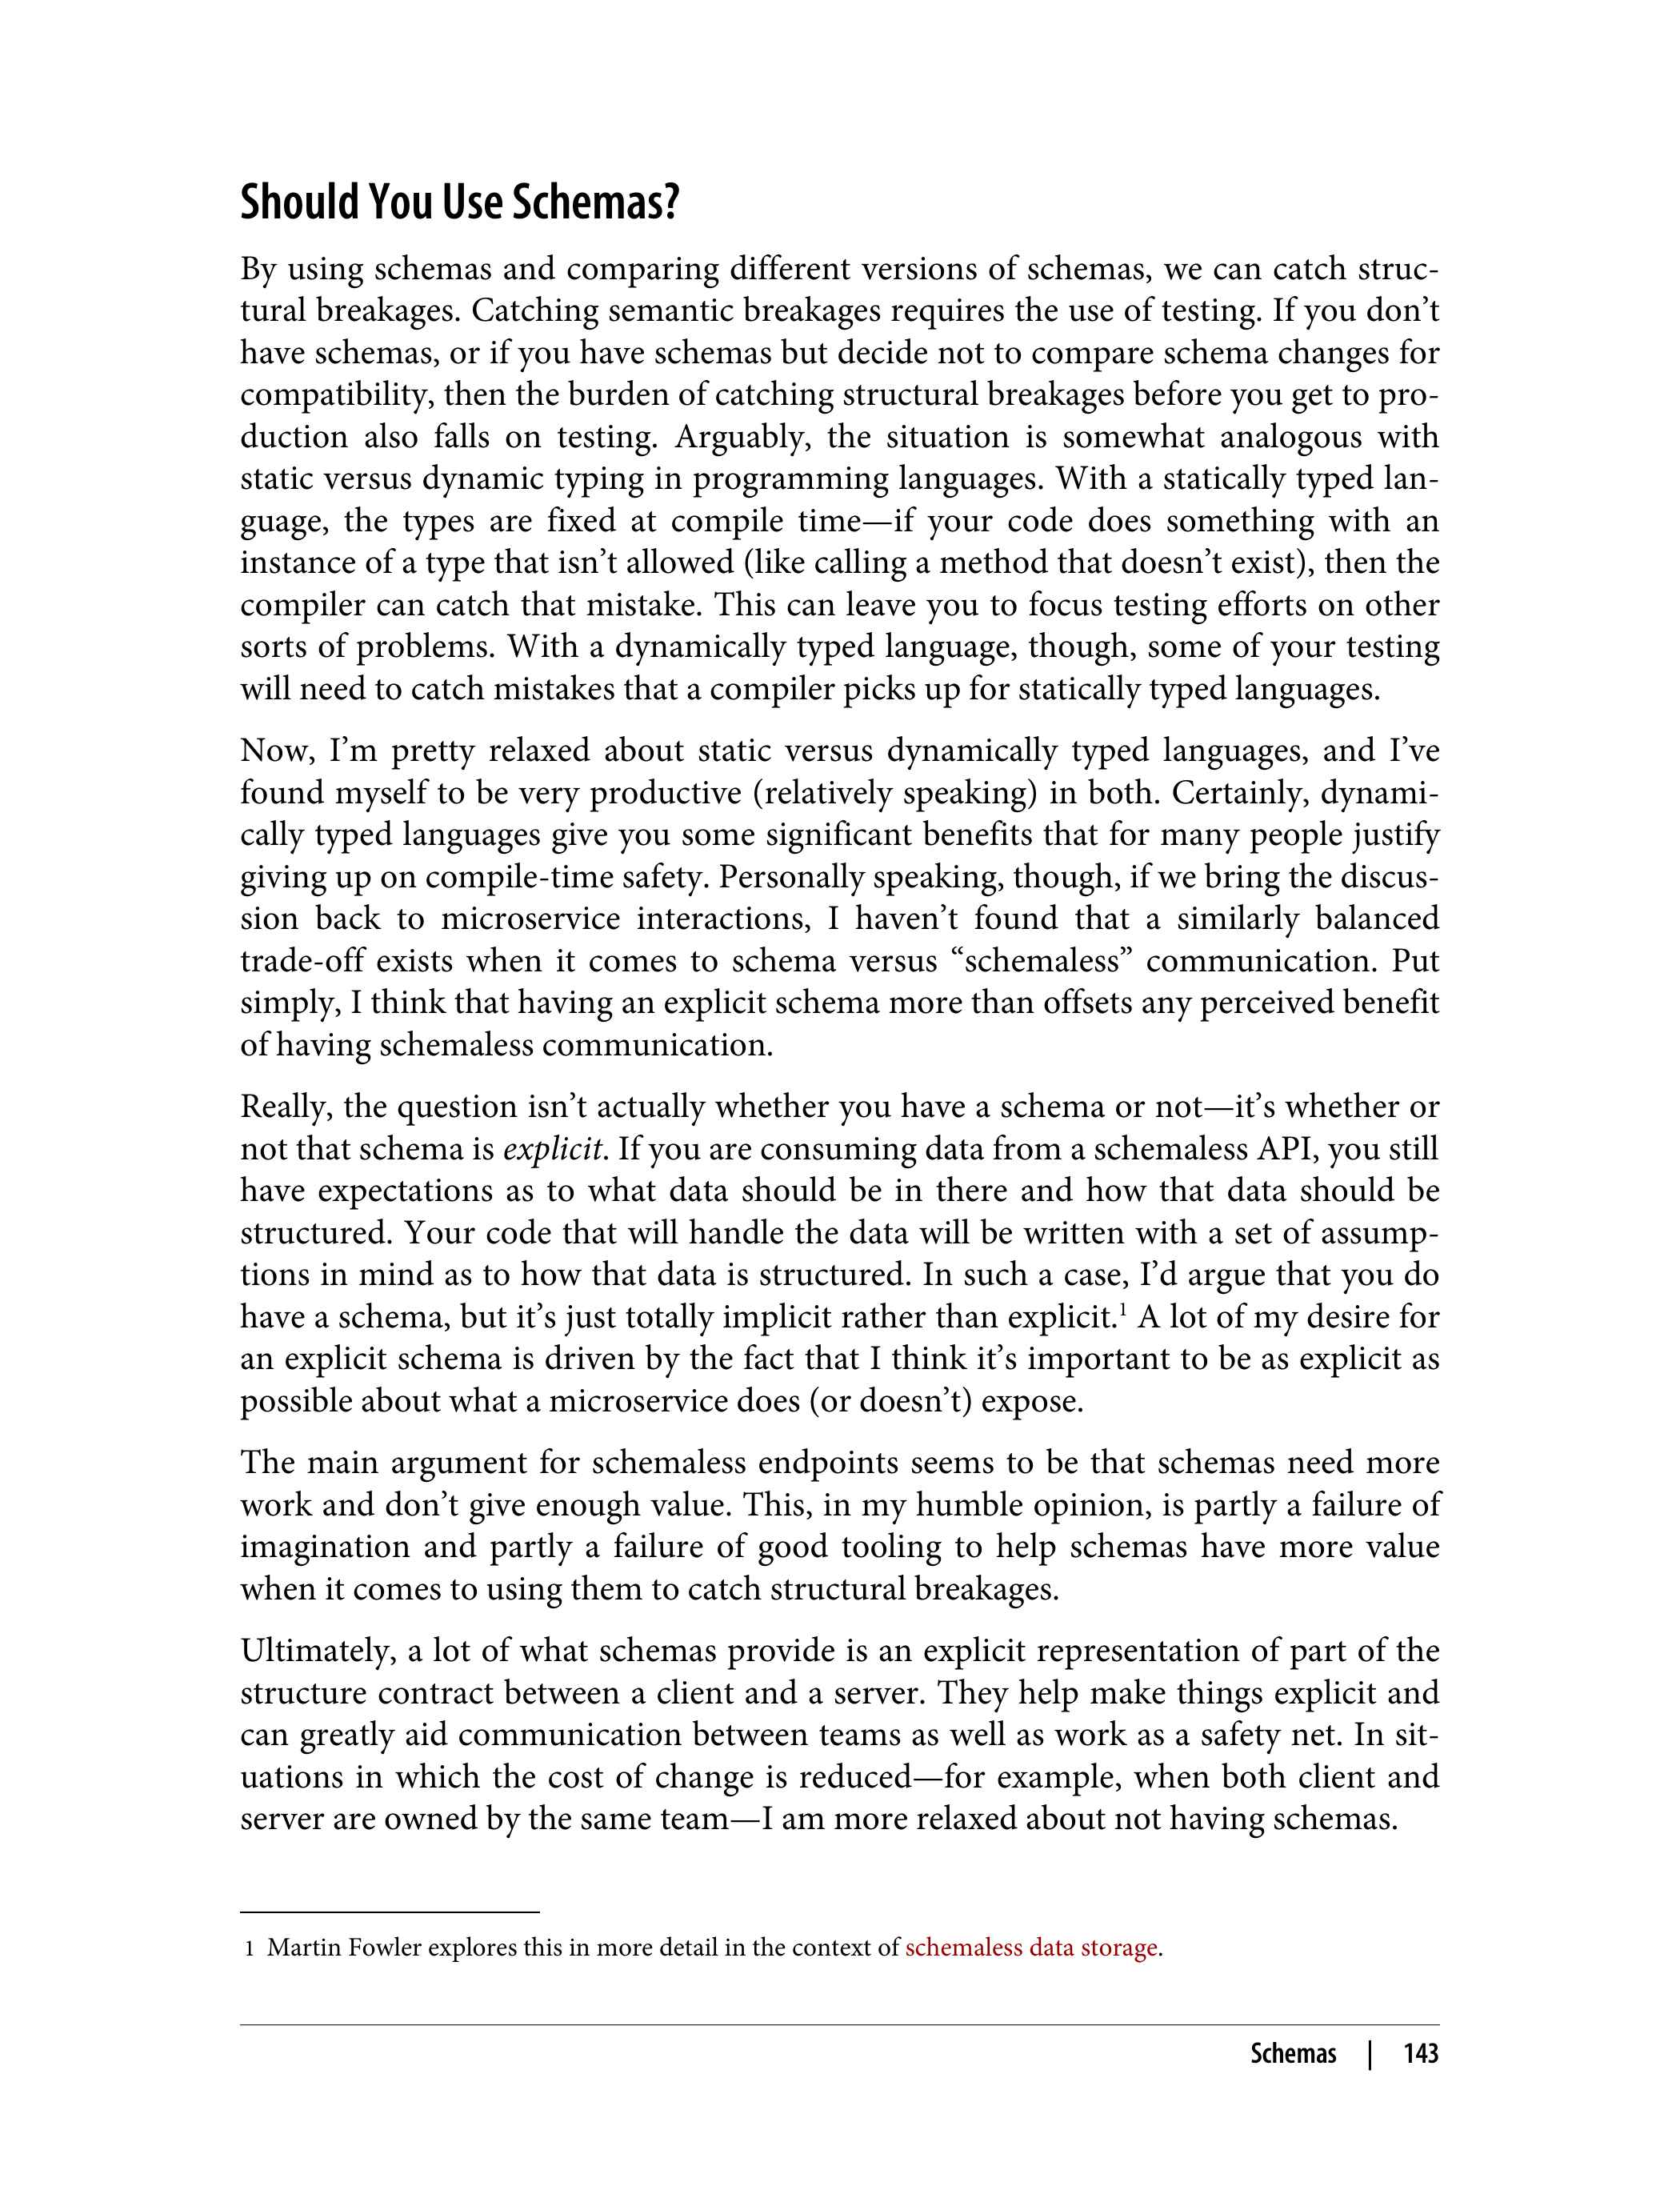 Should You Use Schemas?
By using schemas and comparing different versions of schemas, we can catch struc-
tural breakages. Catching semantic breakages requires the use of testing. If you don’t
have schemas, or if you have schemas but decide not to compare schema changes for
compatibility, then the burden of catching structural breakages before you get to pro-
duction also falls on testing. Arguably, the situation is somewhat analogous with
static versus dynamic typing in programming languages. With a statically typed lan-
guage, the types are fixed at compile time—if your code does something with an
instance of a type that isn’t allowed (like calling a method that doesn’t exist), then the
compiler can catch that mistake. This can leave you to focus testing efforts on other
sorts of problems. With a dynamically typed language, though, some of your testing
will need to catch mistakes that a compiler picks up for statically typed languages.
Now, I’m pretty relaxed about static versus dynamically typed languages, and I’ve
found myself to be very productive (relatively speaking) in both. Certainly, dynami-
cally typed languages give you some significant benefits that for many people justify
giving up on compile-time safety. Personally speaking, though, if we bring the discus-
sion back to microservice interactions, I haven’t found that a similarly balanced
trade-off exists when it comes to schema versus “schemaless” communication. Put
simply, I think that having an explicit schema more than offsets any perceived benefit
of having schemaless communication.
Really, the question isn’t actually whether you have a schema or not—it’s whether or
not that schema is explicit. If you are consuming data from a schemaless API, you still
have expectations as to what data should be in there and how that data should be
structured. Your code that will handle the data will be written with a set of assump-
tions in mind as to how that data is structured. In such a case, I’d argue that you do
have a schema, but it’s just totally implicit rather than explicit.1 A lot of my desire for
an explicit schema is driven by the fact that I think it’s important to be as explicit as
possible about what a microservice does (or doesn’t) expose.
The main argument for schemaless endpoints seems to be that schemas need more
work and don’t give enough value. This, in my humble opinion, is partly a failure of
imagination and partly a failure of good tooling to help schemas have more value
when it comes to using them to catch structural breakages.
Ultimately, a lot of what schemas provide is an explicit representation of part of the
structure contract between a client and a server. They help make things explicit and
can greatly aid communication between teams as well as work as a safety net. In sit-
uations in which the cost of change is reduced—for example, when both client and
server are owned by the same team—I am more relaxed about not having schemas.
1 Martin Fowler explores this in more detail in the context of schemaless data storage.
Schemas | 143